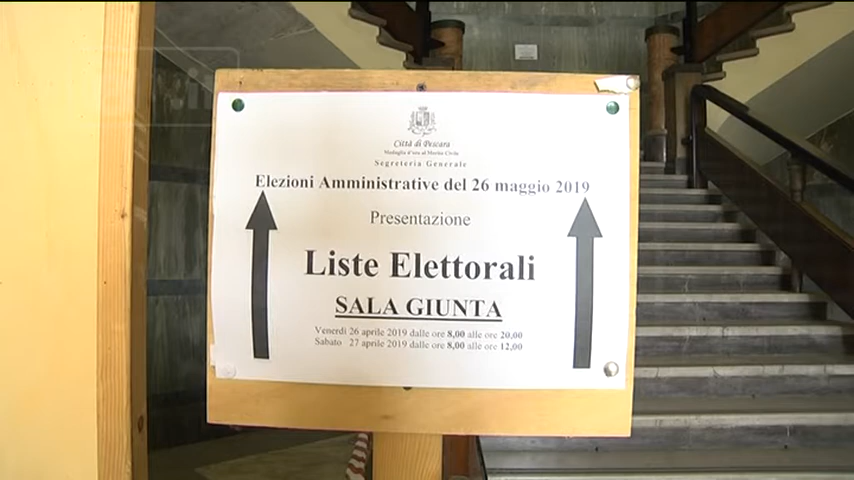 Città di Pescara
Medaglia d'oro al Merito Civile
Segreteria Generale
Elezioni Amministrative del 26 maggio 2019
Presentazione
Liste Elettorali
SALA GIUNTA
Venerdì 26 aprile 2019 dalle ore 8,00 alle ore 20,00
Sabato 27 aprile 2019 dalle ore 8,00 alle ore 12,00